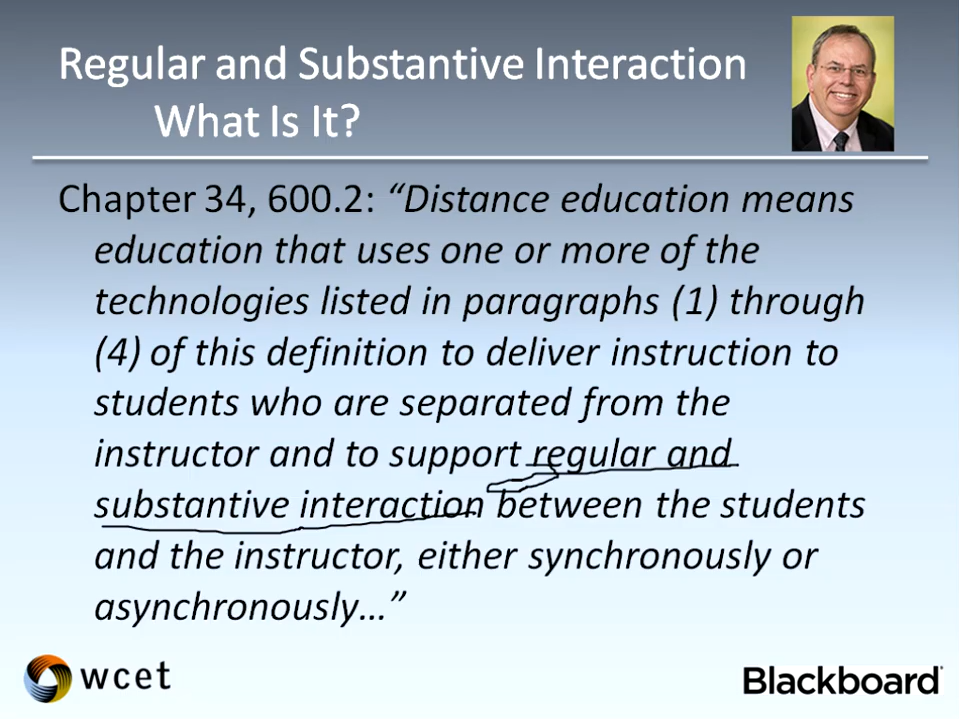 Regular and Substantive Interaction
What Is It?
Chapter 34, 600.2: “Distance education means
education that uses one or more of the
technologies listed in paragraphs (1) through
(4) of this definition to deliver instruction to
students who are separated from the
instructor and to support regular and
substantive interaction between the students
and the instructor, either synchronously or
asynchronously…”
wcet
Blackboard